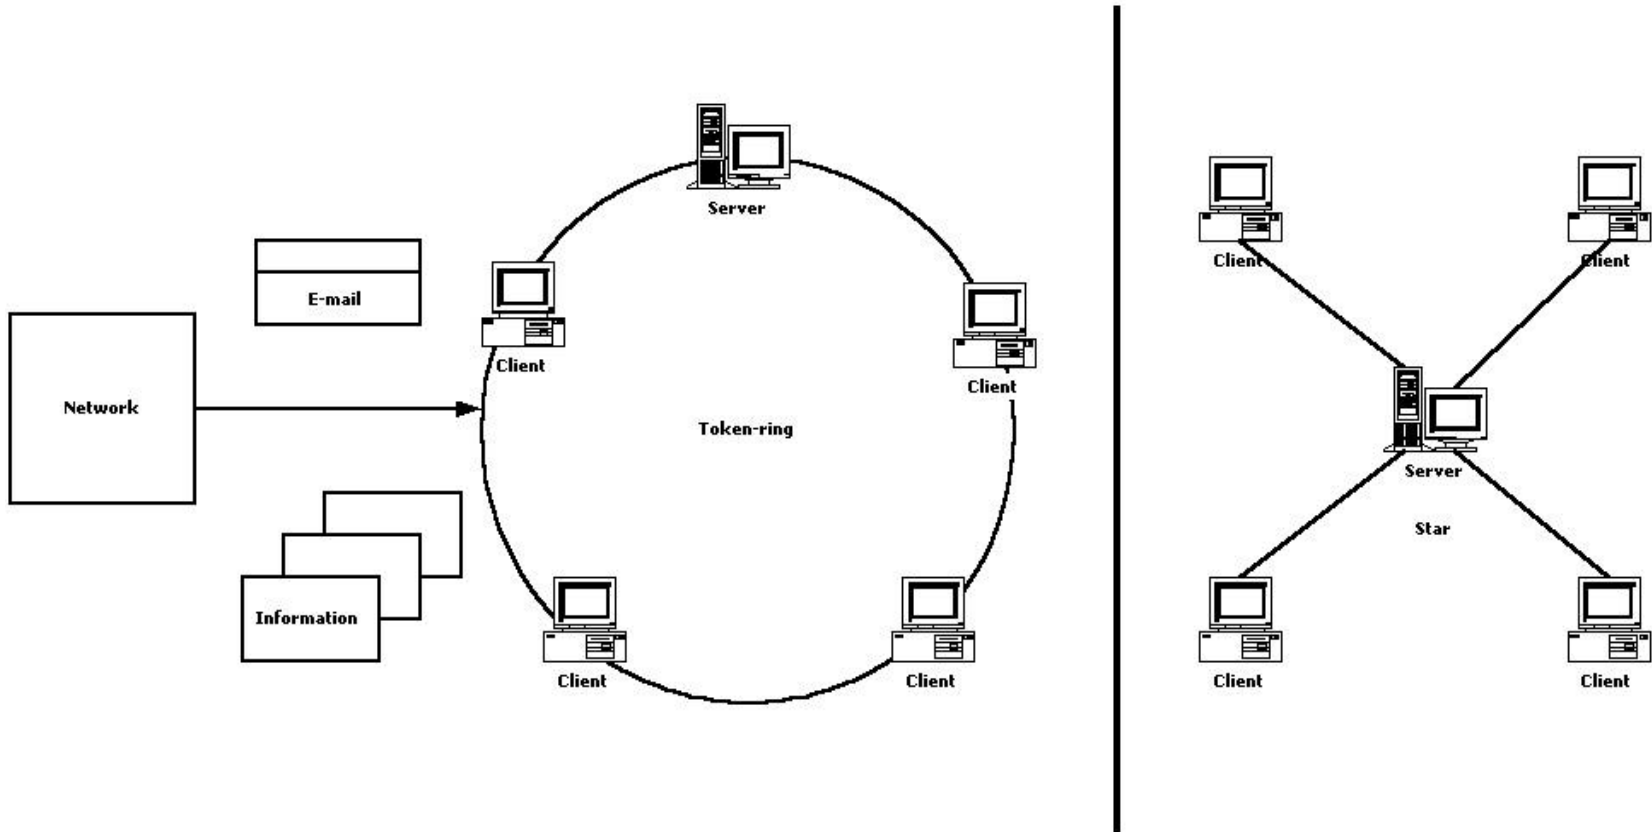 Server
E-mail
Client
Client
Network
Token-ring
Information
Client
Client
Client
Client
Server
Star
Client
Client